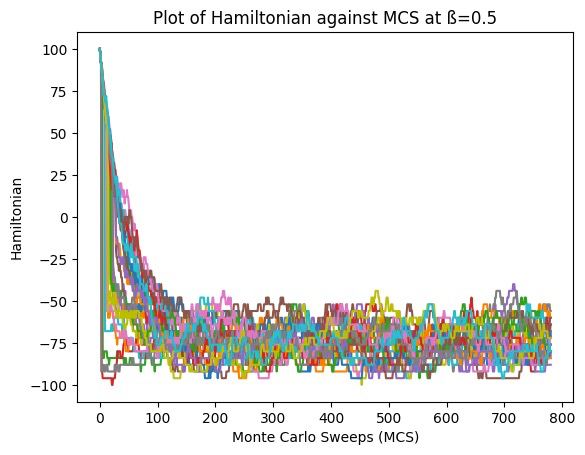 Plot of Hamiltonian against MCS at ß=0.5
Hamiltonian
100
75
50
25
0
−25
−50
−75
−100
0 100 200 300 400 500 600 700 800
Monte Carlo Sweeps (MCS)